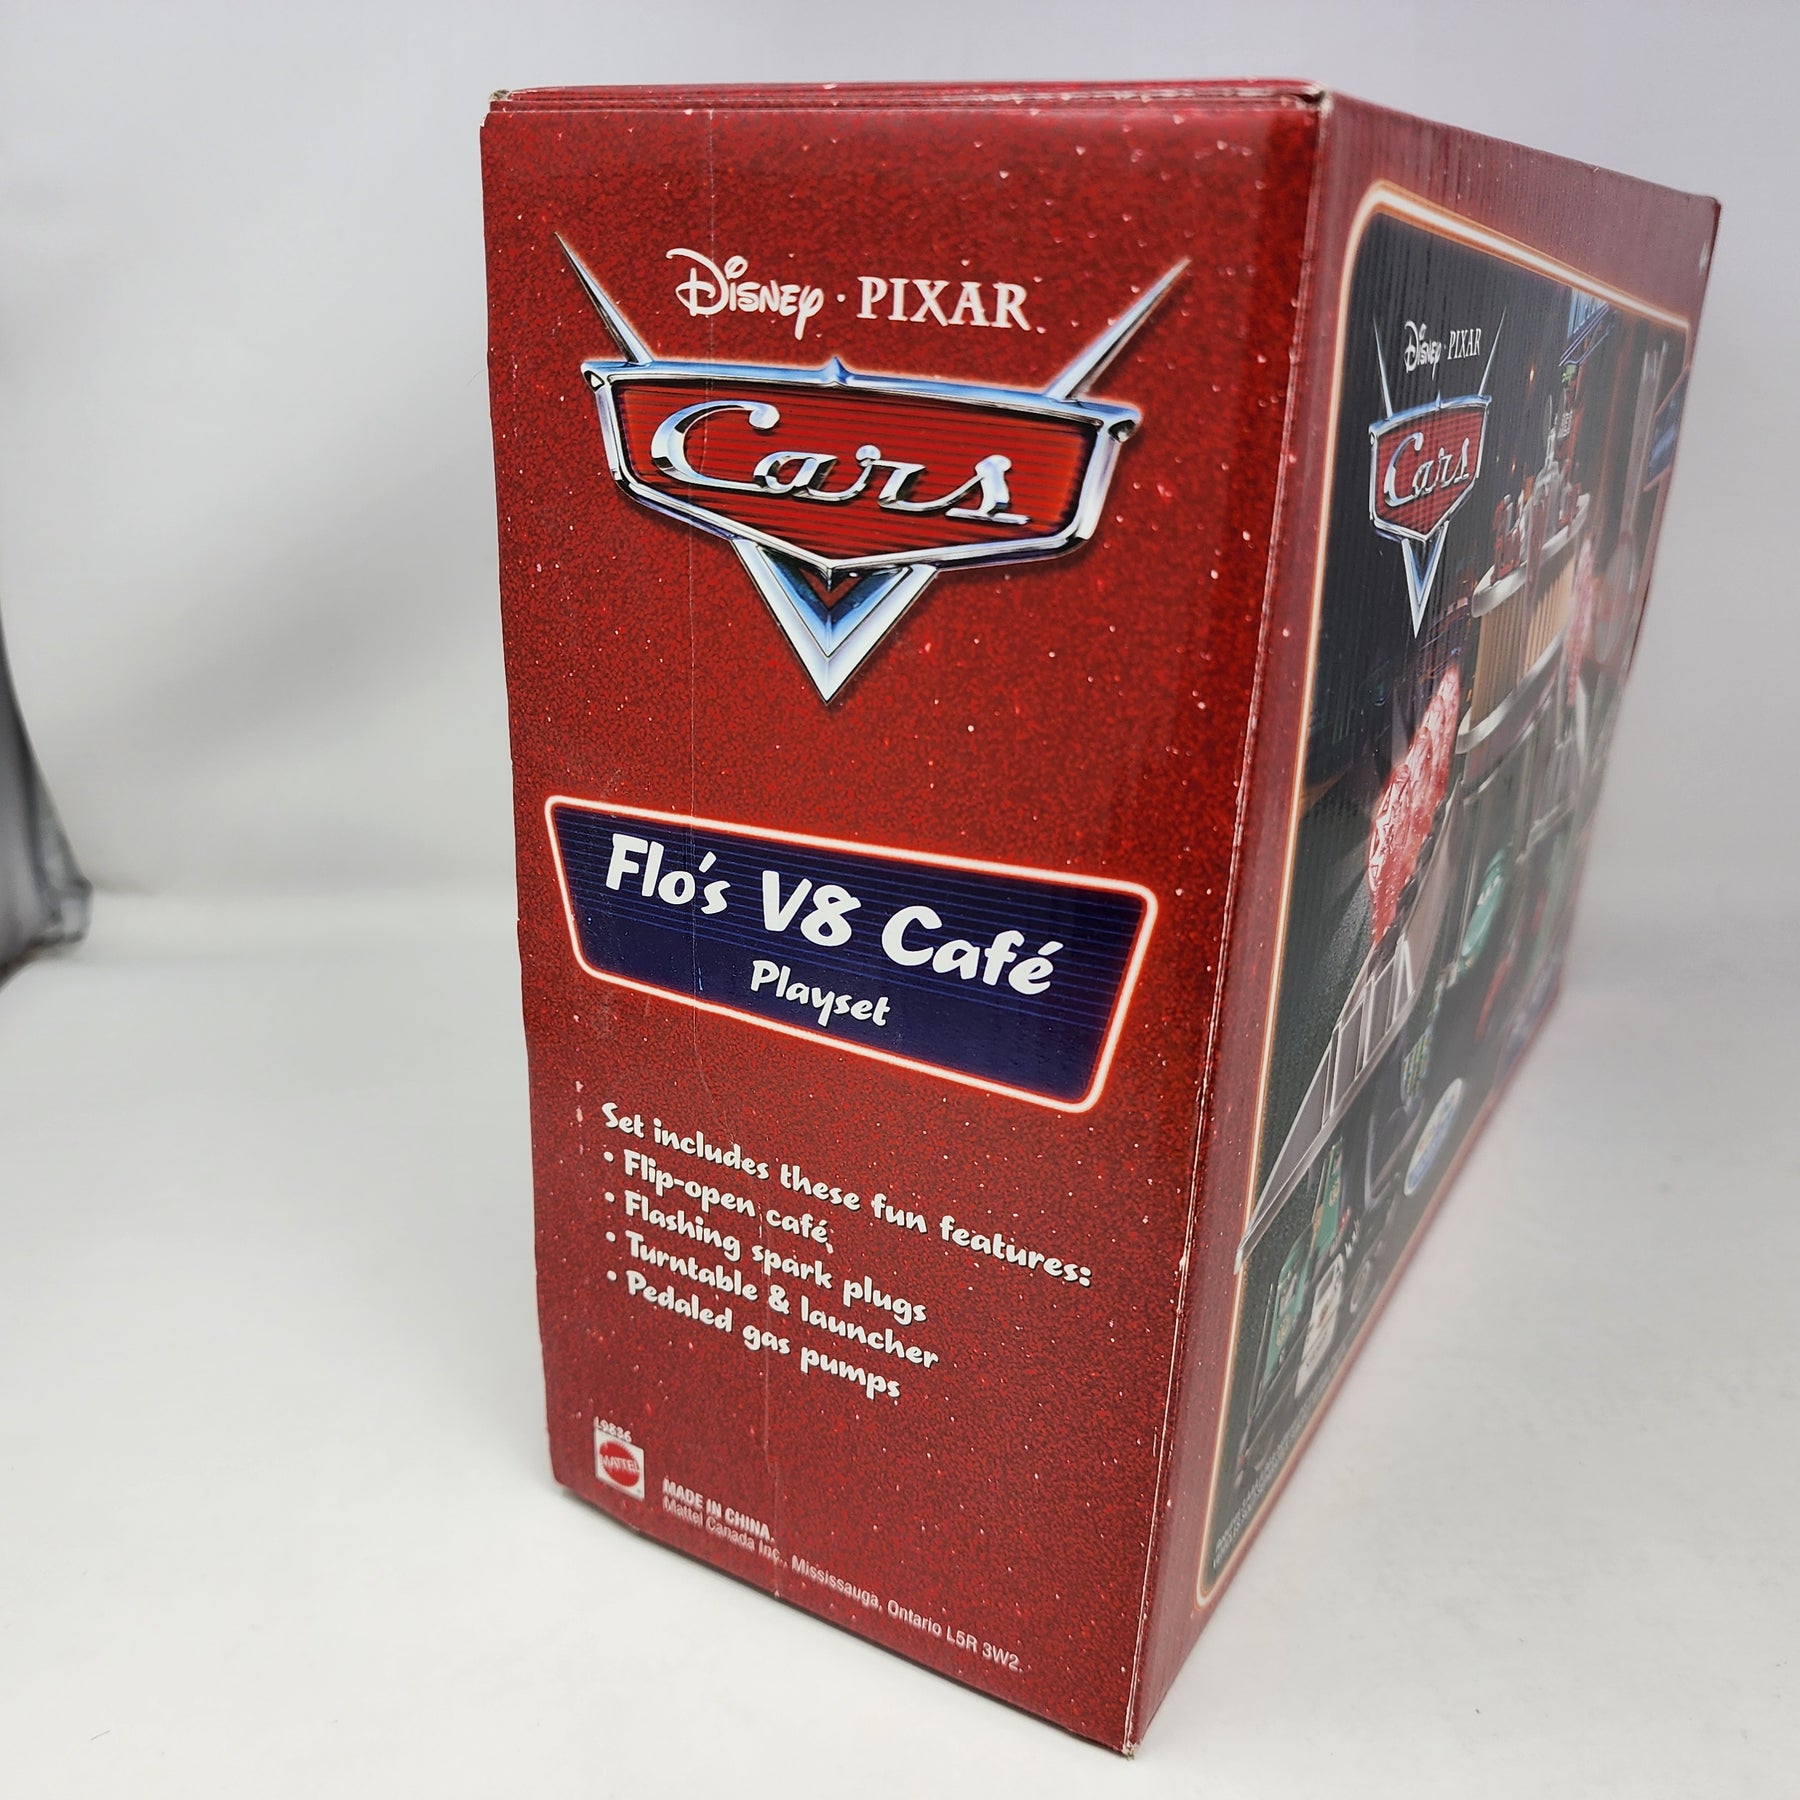 Disney · PIXAR
Cars
Flo's V8 Café
Playset
Set includes these fun features:
• Flip-open café
• Flashing spark plugs
• Turntable & launcher
• Pedaled gas pumps
L9836
MATTEL
MADE IN CHINA.
Mattel Canada Inc., Mississauga, Ontario L5R 3W2.
Disney · PIXAR
Cars